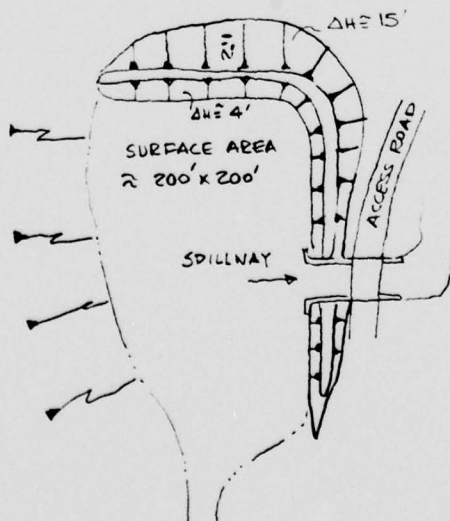 ΔH ≅ 15'
2:1
ΔH ≅ 4'
SURFACE AREA
≈ 200' x 200'
ACCESS ROAD
SPILLWAY